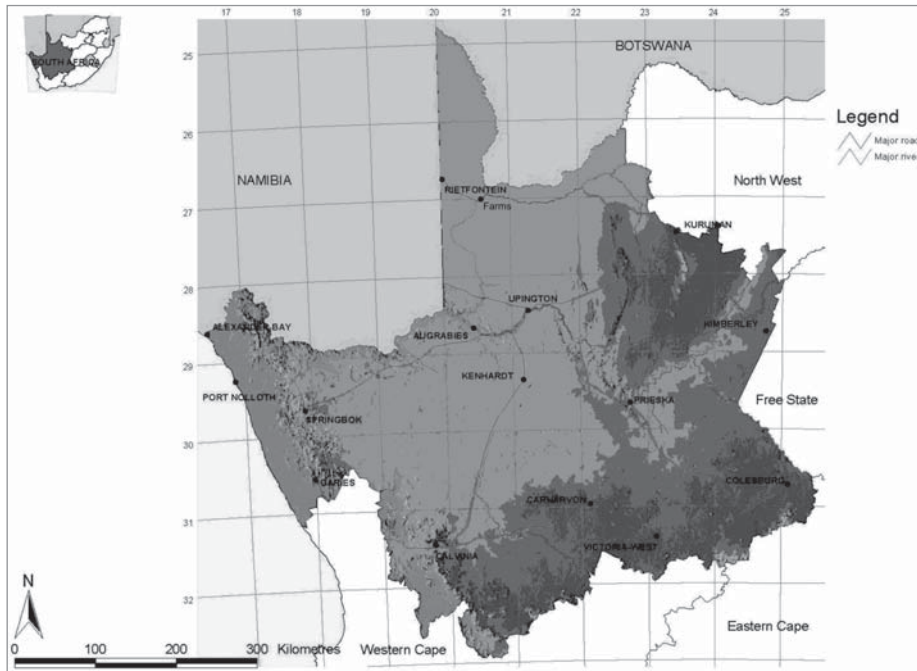 16 17 18 19 20 21 22 23 24 25
SOUTH AFRICA
25
BOTSWANA
26
Legend
Major road
Major rive
NAMIBIA
RIETFONTEIN
North West
27
Farms
KURUMAN
28
UPINGTON
ALEXANDER BAY
AUGRABIES
KIMBERLEY
29
KENHARDT
PORT NOLLOTH
PRIESKA
Free State
SPRINGBOK
30
GARIES
COLESBURG
CARNARVON
31
CALVINIA
VICTORIA-WEST
32
N
Eastern Cape
0 100 200 300 Kilometres
Western Cape